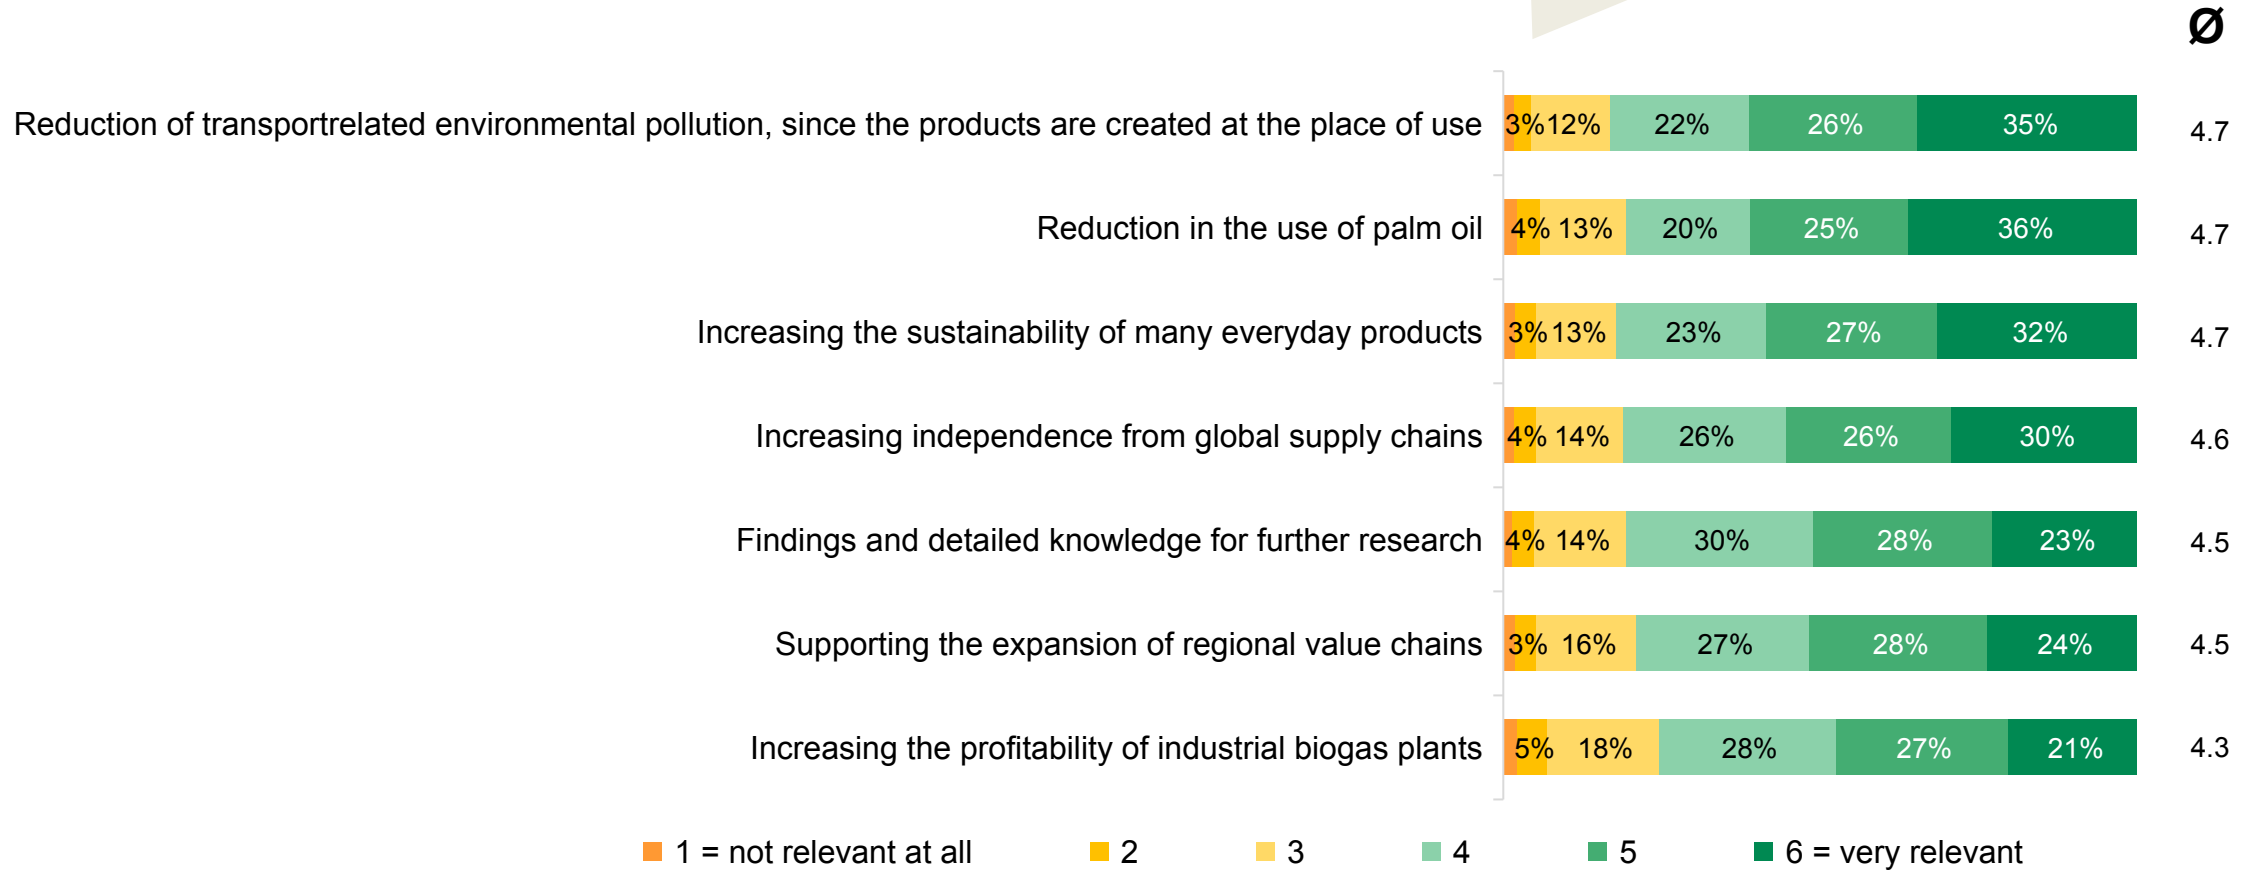 Ø
Reduction of transportrelated environmental pollution, since the products are created at the place of use 3% 12% 22% 26% 35% 4.7
Reduction in the use of palm oil 4% 13% 20% 25% 36% 4.7
Increasing the sustainability of many everyday products 3% 13% 23% 27% 32% 4.7
Increasing independence from global supply chains 4% 14% 26% 26% 30% 4.6
Findings and detailed knowledge for further research 4% 14% 30% 28% 23% 4.5
Supporting the expansion of regional value chains 3% 16% 27% 28% 24% 4.5
Increasing the profitability of industrial biogas plants 5% 18% 28% 27% 21% 4.3
1 = not relevant at all 2 3 4 5 6 = very relevant